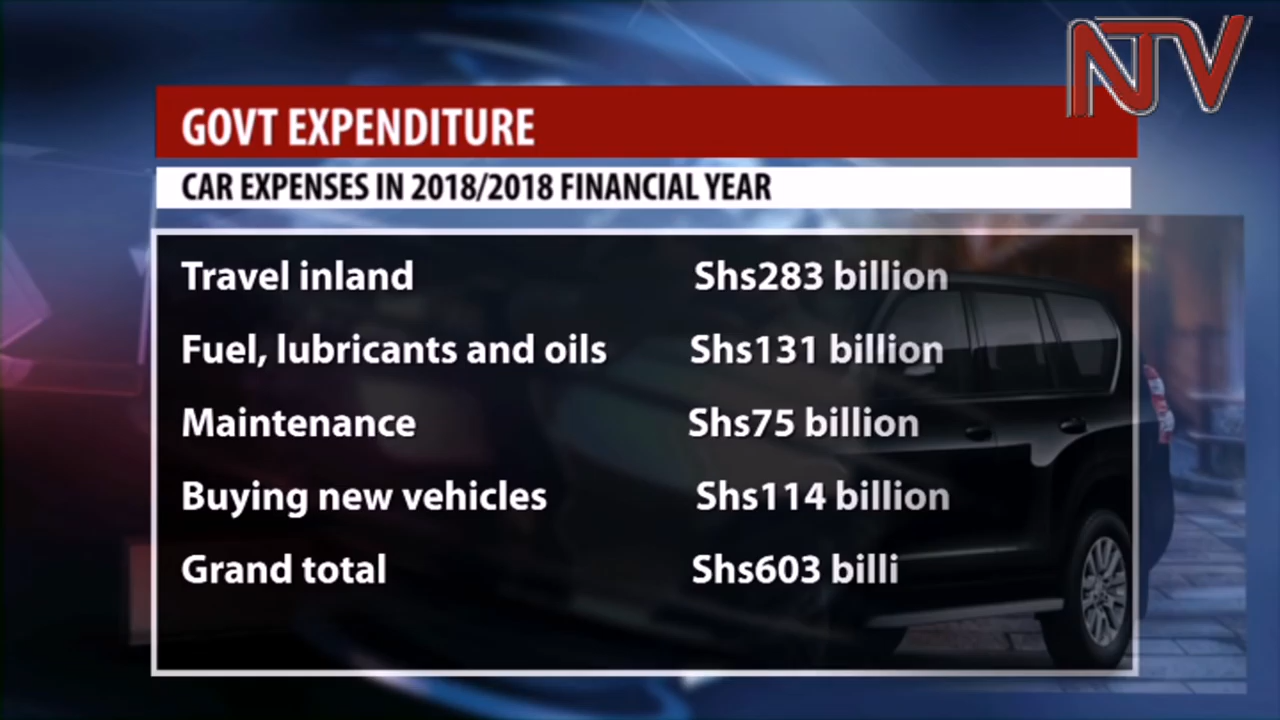 NTV
GOVT EXPENDITURE
CAR EXPENSES IN 2018/2018 FINANCIAL YEAR
Travel inland Shs283 billion
Fuel, lubricants and oils Shs131 billion
Maintenance Shs75 billion
Buying new vehicles Shs114 billion
Grand total Shs603 billi